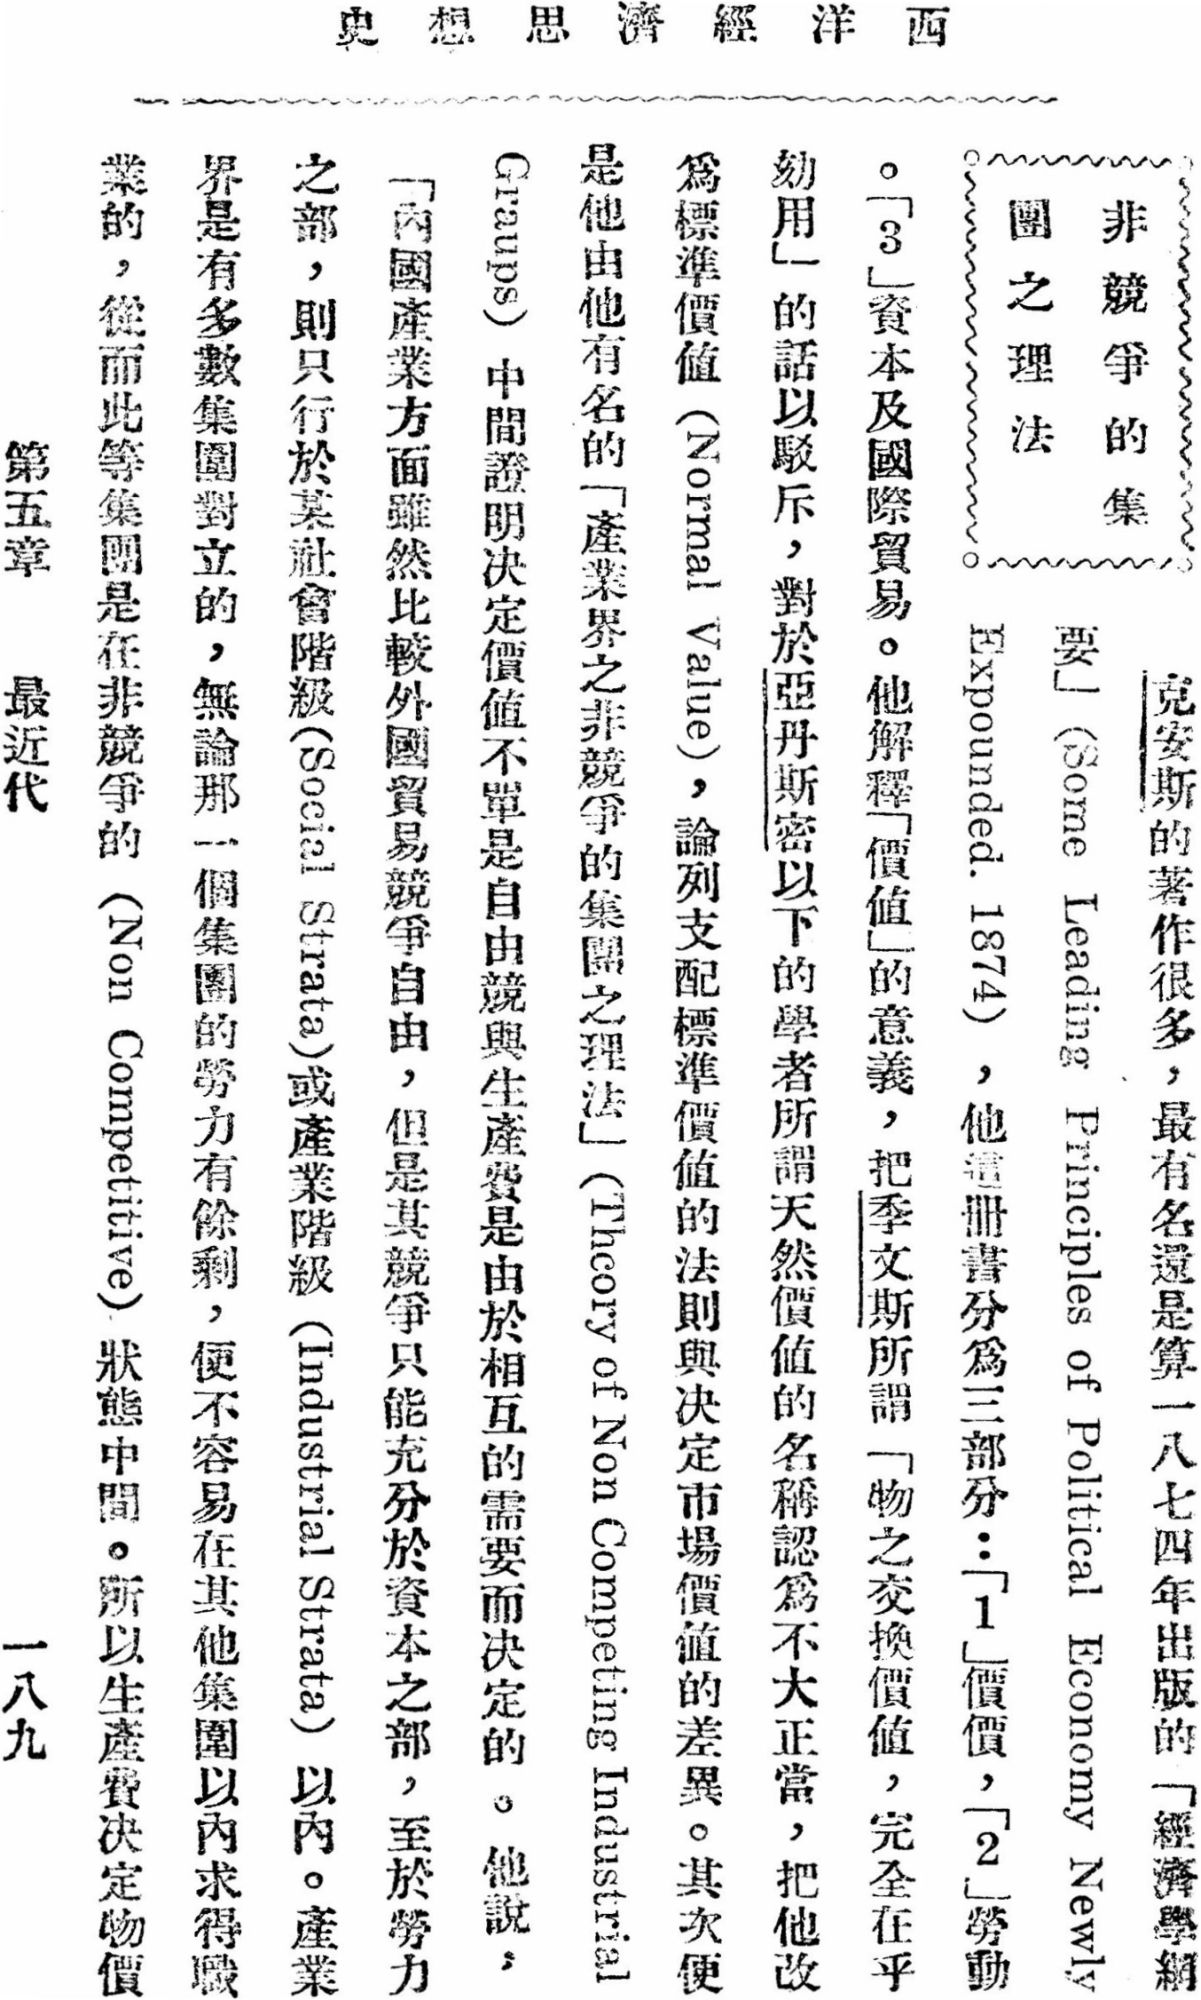 西洋經濟思想史
非競爭的集
團之理法
克安斯的著作很多，最有名還是算一八七四年出版的「經濟學網
要」(Some Leading Principles of Political Economy Newly
Expounded. 1874)，他這冊書分爲三部分：「1」價價，「2」勞動
。「3」資本及國際貿易。他解釋「價值」的意義，把季文斯所謂「物之交換價值，完全在乎
効用」的話以駁斥，對於亞丹斯密以下的學者所謂天然價值的名稱認爲不大正當，把他改
爲標準價值 (Normal Value)，論列支配標準價值的法則與决定市場價值的差異。其次便
是他由他有名的「產業界之非競爭的集團之理法」(Theory of Non Competing Industrial
Graups) 中間證明决定價值不單是自由競與生產費是由於相互的需要而决定的。他說，
「內國產業方面雖然比較外國貿易競爭自由，但是其競爭只能充分於資本之部，至於勞力
之部，則只行於某社會階級(Social Strata)或產業階級 (Industrial Strata) 以內。產業
界是有多數集圍對立的，無論那一個集團的勞力有餘剩，便不容易在其他集圍以內求得職
業的，從而此等集團是在非競爭的 (Non Competitive) 狀態中間。所以生產費决定物價
第五章 最近代 一八九